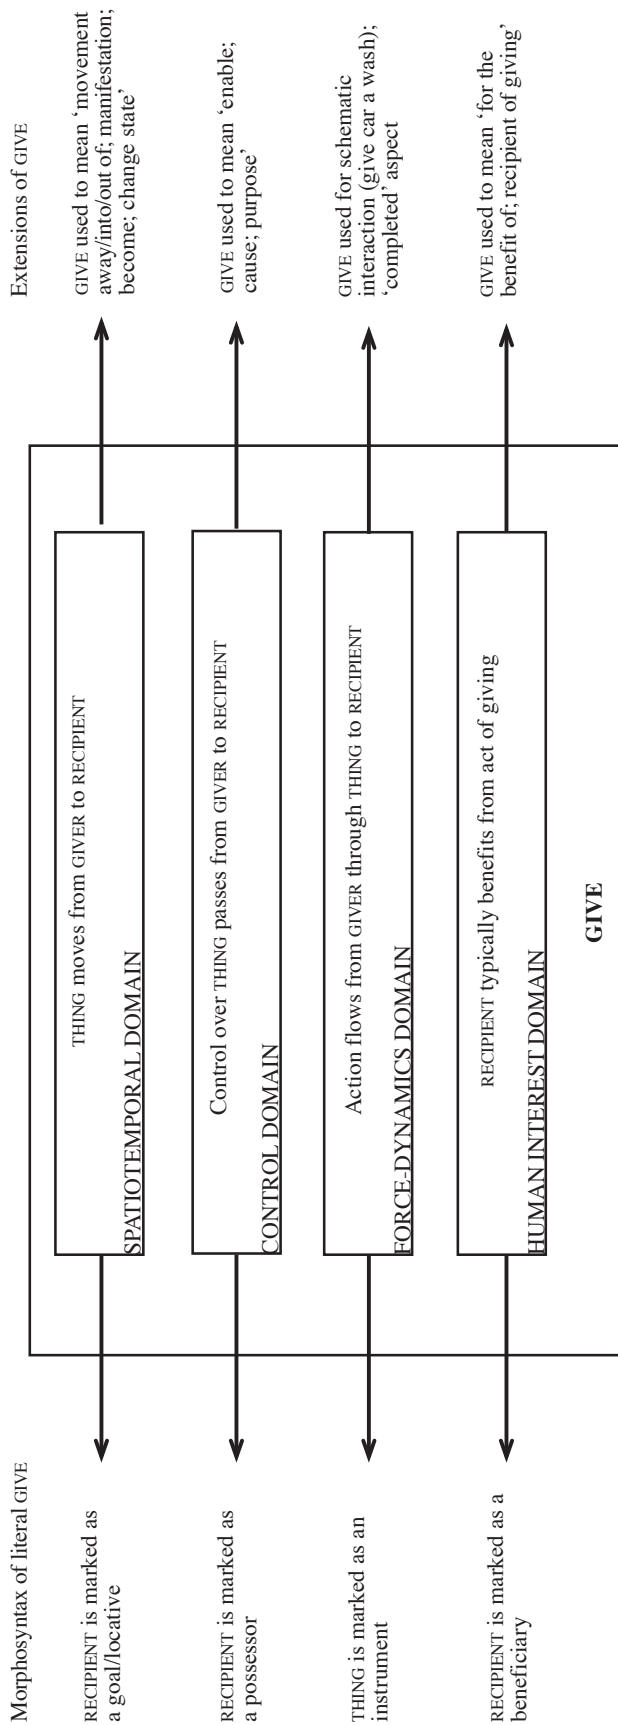 Morphosyntax of literal GIVE
RECIPIENT is marked as
a goal/locative
RECIPIENT is marked as
a possessor
THING is marked as an
instrument
RECIPIENT is marked as a
beneficiary
THING moves from GIVER to RECIPIENT
SPATIOTEMPORAL DOMAIN
Control over THING passes from GIVER to RECIPIENT
CONTROL DOMAIN
Action flows from GIVER through THING to RECIPIENT
FORCE-DYNAMICS DOMAIN
RECIPIENT typically benefits from act of giving
HUMAN INTEREST DOMAIN
GIVE
Extensions of GIVE
GIVE used to mean ‘movement
away/into/out of; manifestation;
become; change state’
GIVE used to mean ‘enable;
cause; purpose’
GIVE used for schematic
interaction (give car a wash);
‘completed’ aspect
GIVE used to mean ‘for the
benefit of; recipient of giving’